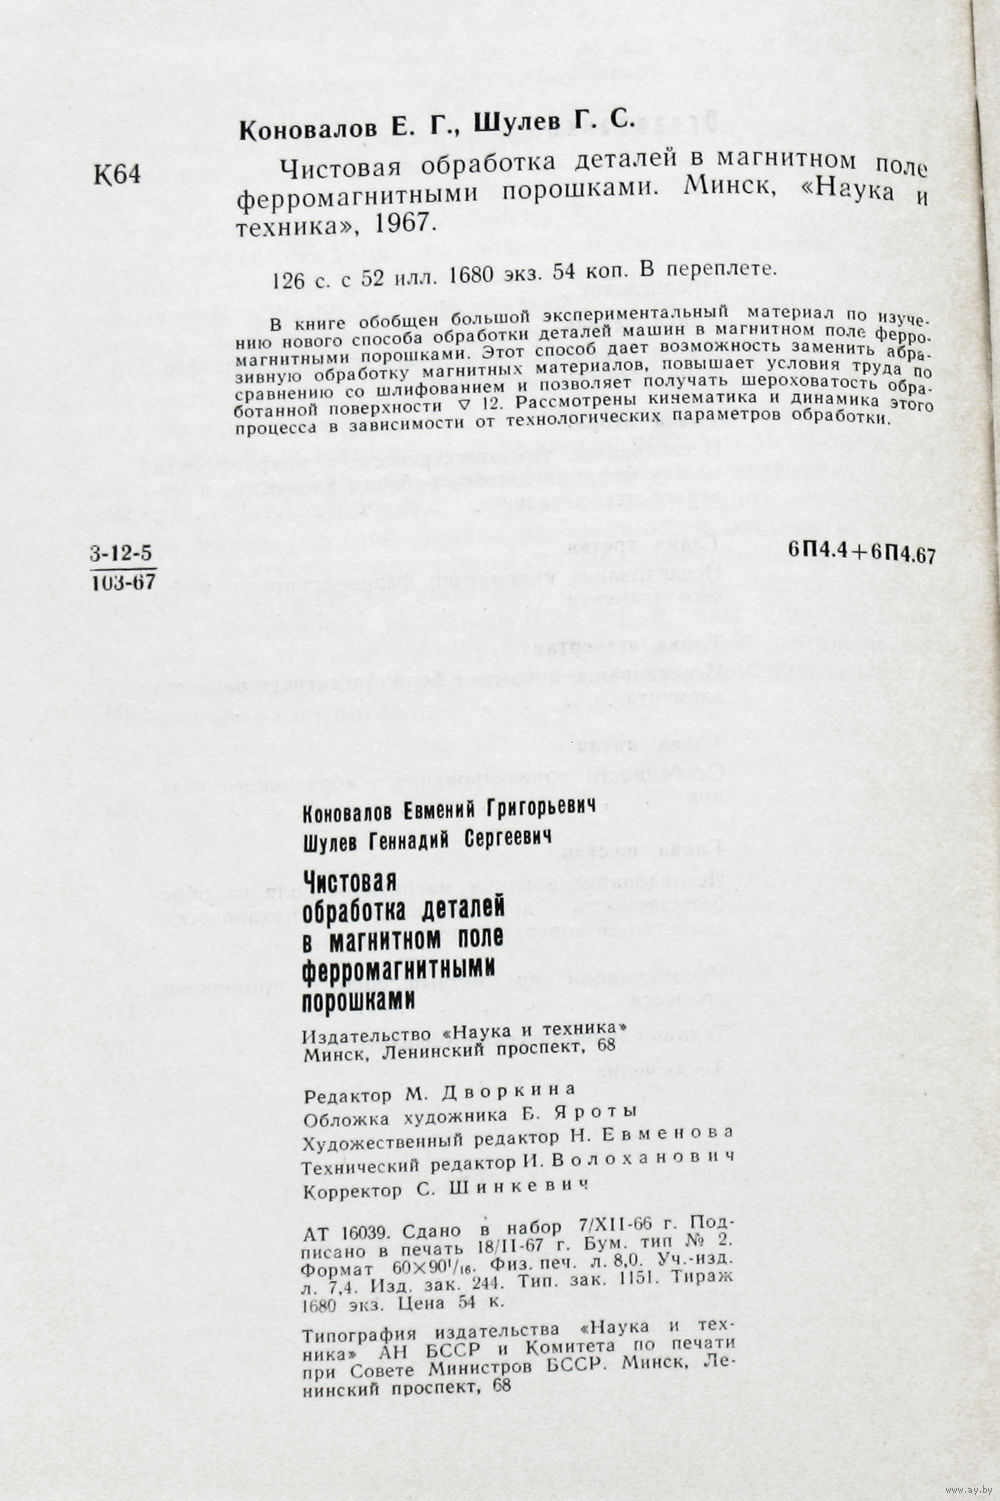 Коновалов Е. Г., Шулев Г. С.
К64
Чистовая обработка деталей в магнитном поле
ферромагнитными порошками. Минск, «Наука и
техника», 1967.
126 с. с 52 илл. 1680 экз. 54 коп. В переплете.
В книге обобщен большой экспериментальный материал по изуче-
нию нового способа обработки деталей машин в магнитном поле ферро-
магнитными порошками. Этот способ дает возможность заменить абра-
зивную обработку магнитных материалов, повышает условия труда по
сравнению со шлифованием и позволяет получать шероховатость обра-
ботанной поверхности ▽ 12. Рассмотрены кинематика и динамика этого
процесса в зависимости от технологических параметров обработки.
3-12-5
103-67
6П4.4+6П4.67
Коновалов Евмений Григорьевич
Шулев Геннадий Сергеевич
Чистовая
обработка деталей
в магнитном поле
ферромагнитными
порошками
Издательство «Наука и техника»
Минск, Ленинский проспект, 68
Редактор М. Дворкина
Обложка художника Б. Яроты
Художественный редактор Н. Евменова
Технический редактор И. Волоханович
Корректор С. Шинкевич
АТ 16039. Сдано в набор 7/XII-66 г. Под-
писано в печать 18/II-67 г. Бум. тип № 2.
Формат 60×90¹/₁₆. Физ. печ. л. 8,0. Уч.-изд.
л. 7,4. Изд. зак. 244. Тип. зак. 1151. Тираж
1680 экз. Цена 54 к.
Типография издательства «Наука и тех-
ника» АН БССР и Комитета по печати
при Совете Министров БССР. Минск, Ле-
нинский проспект, 68
www.ay.by